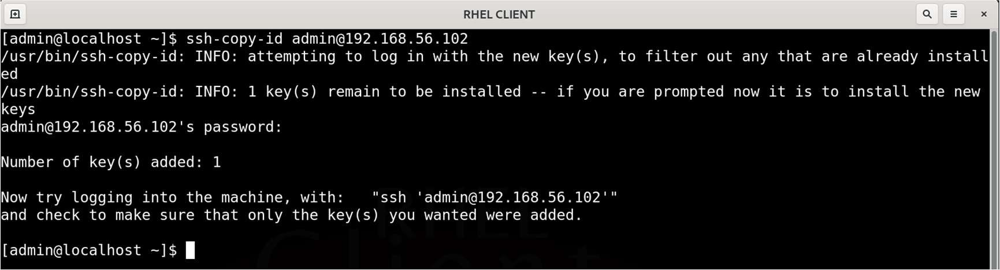 RHEL CLIENT
[admin@localhost ~]$ ssh-copy-id admin@192.168.56.102
/usr/bin/ssh-copy-id: INFO: attempting to log in with the new key(s), to filter out any that are already install
ed
/usr/bin/ssh-copy-id: INFO: 1 key(s) remain to be installed -- if you are prompted now it is to install the new
keys
admin@192.168.56.102's password:
Number of key(s) added: 1
Now try logging into the machine, with:   "ssh 'admin@192.168.56.102'"
and check to make sure that only the key(s) you wanted were added.
[admin@localhost ~]$
RHEL
Client